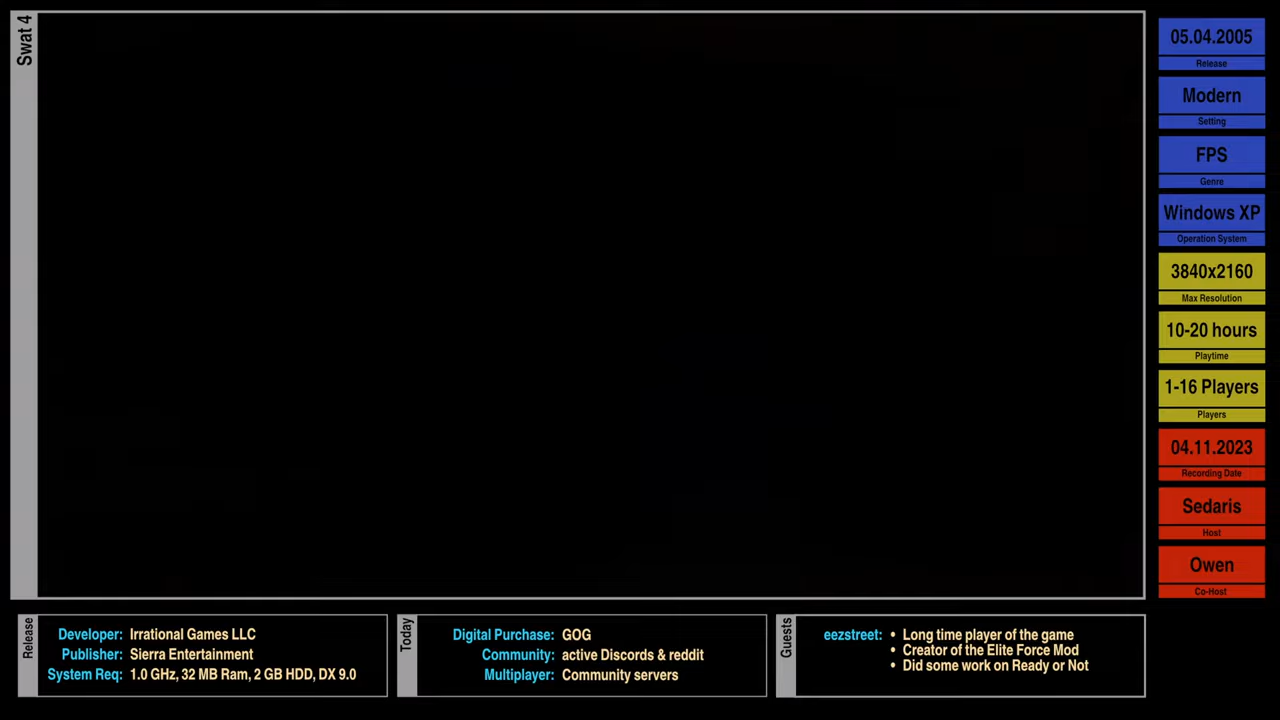 Swat 4
05.04.2005
Release
Modern
Setting
FPS
Genre
Windows XP
Operation System
3840x2160
Max Resolution
10-20 hours
Playtime
1-16 Players
Players
04.11.2023
Recording Date
Sedaris
Host
Owen
Co-Host
Release
Developer: Irrational Games LLC
Publisher: Sierra Entertainment
System Req: 1.0 GHz, 32 MB Ram, 2 GB HDD, DX 9.0
Today
Digital Purchase: GOG
Community: active Discords & reddit
Multiplayer: Community servers
Guests
eezstreet: • Long time player of the game
• Creator of the Elite Force Mod
• Did some work on Ready or Not